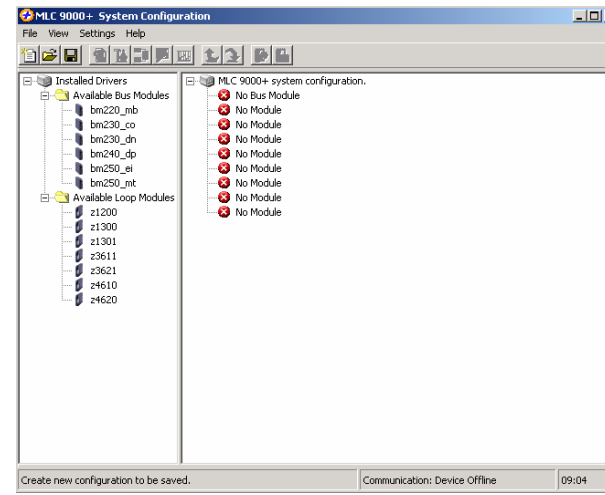 MLC 9000+ System Configuration
File View Settings Help
Installed Drivers
Available Bus Modules
bm220_mb
bm230_co
bm230_dn
bm240_dp
bm250_ei
bm250_mt
Available Loop Modules
z1200
z1300
z1301
z3611
z3621
z4610
z4620
MLC 9000+ system configuration.
No Bus Module
No Module
No Module
No Module
No Module
No Module
No Module
No Module
No Module
Create new configuration to be saved.
Communication: Device Offline
09:04